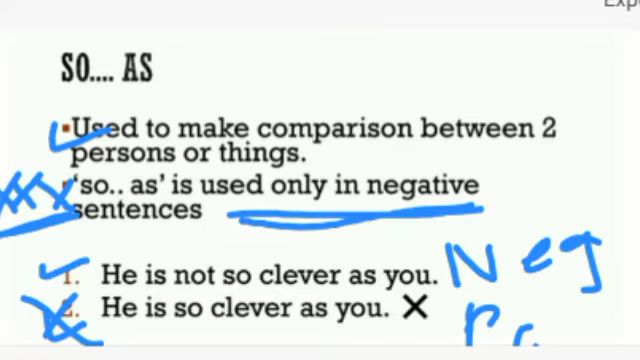 SO.... AS
Used to make comparison between 2
persons or things.
'so.. as' is used only in negative
sentences
1. He is not so clever as you. Neg
2. He is so clever as you. X